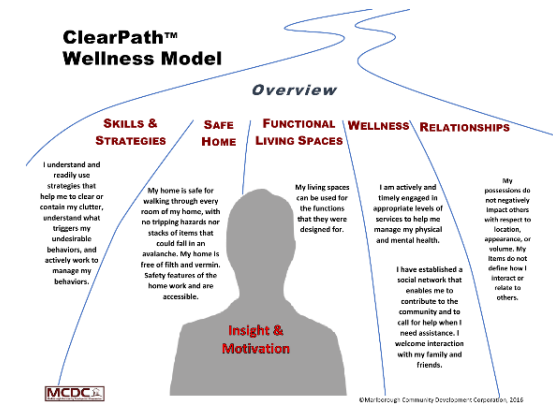 ClearPath™
Wellness Model
Overview
SKILLS &
STRATEGIES
SAFE
HOME
FUNCTIONAL
LIVING SPACES
WELLNESS
RELATIONSHIPS
I understand and
readily use
strategies that
help me to clear or
contain my clutter,
understand what
triggers my
undesirable
behaviors, and
actively work to
manage my
behaviors.
My home is safe for
walking through every
room of my home, with
no tripping hazards nor
stacks of items that
could fall in an
avalanche. My home is
free of filth and vermin.
Safety features of the
home work and are
accessible.
My living spaces
can be used for
the functions
that they were
designed for.
I am actively and
timely engaged in
appropriate levels of
services to help me
manage my physical
and mental health.
I have established a
social network that
enables me to
contribute to the
community and to
call for help when I
need assistance. I
welcome interaction
with my family and
friends.
My
possessions do
not negatively
impact others
with respect to
location,
appearance, or
volume. My
items do not
define how I
interact or
relate to
others.
Insight &
Motivation
MCDC
©Marlborough Community Development Corporation, 2016